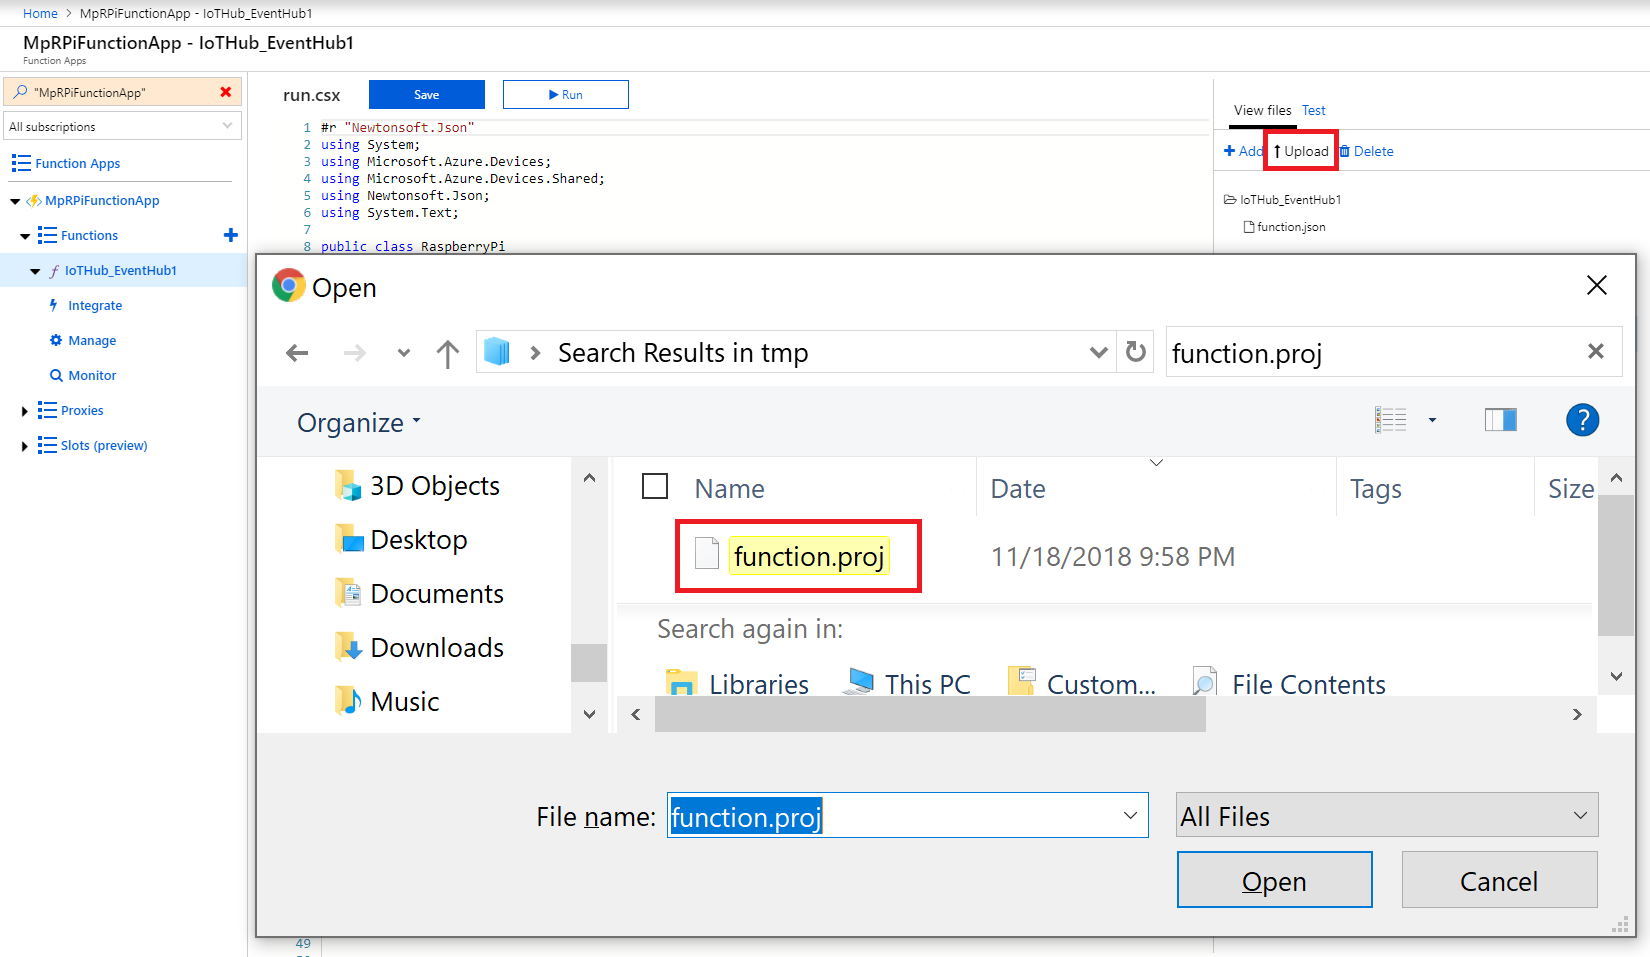 Home > MpRPiFunctionApp - IoTHub_EventHub1
MpRPiFunctionApp - IoTHub_EventHub1
Function Apps
"MpRPiFunctionApp"
All subscriptions
Function Apps
MpRPiFunctionApp
Functions
IoTHub_EventHub1
Integrate
Manage
Monitor
Proxies
Slots (preview)
run.csx
Save
Run
1 #r "Newtonsoft.Json"
2 using System;
3 using Microsoft.Azure.Devices;
4 using Microsoft.Azure.Devices.Shared;
5 using Newtonsoft.Json;
6 using System.Text;
7
8 public class RaspberryPi
49
View files Test
Add Upload Delete
IoTHub_EventHub1
function.json
Open
Search Results in tmp
function.proj
Organize
?
3D Objects
Desktop
Documents
Downloads
Music
Name Date Tags Size
function.proj 11/18/2018 9:58 PM
Search again in:
Libraries This PC Custom... File Contents
File name: function.proj
All Files
Open Cancel